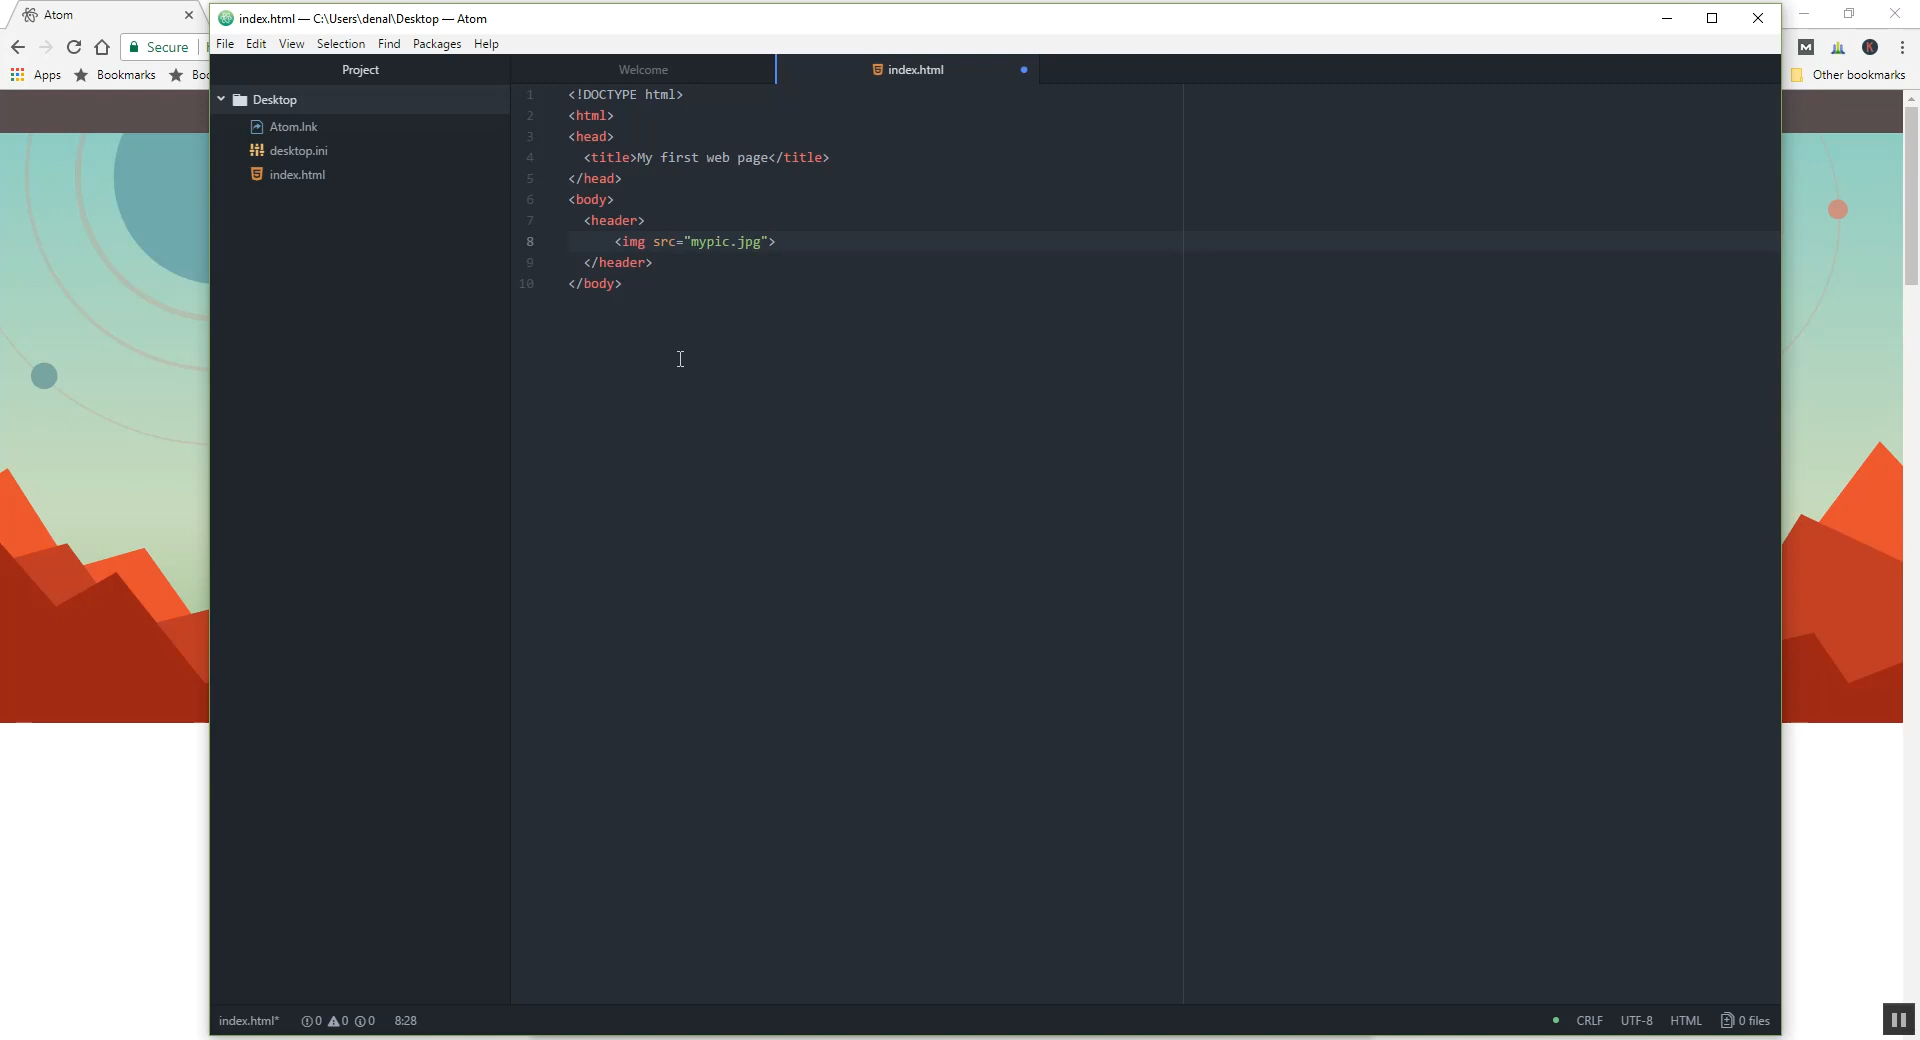 Atom
index.html — C:\Users\denal\Desktop — Atom
Secure
File Edit View Selection Find Packages Help
Apps Bookmarks Boo
Other bookmarks
Project
Welcome
index.html
Desktop
Atom.lnk
desktop.ini
index.html
1 <!DOCTYPE html>
2 <html>
3 <head>
4 <title>My first web page</title>
5 </head>
6 <body>
7 <header>
8 <img src="mypic.jpg">
9 </header>
10 </body>
index.html* 0 0 0 8:28
CRLF UTF-8 HTML 0 files